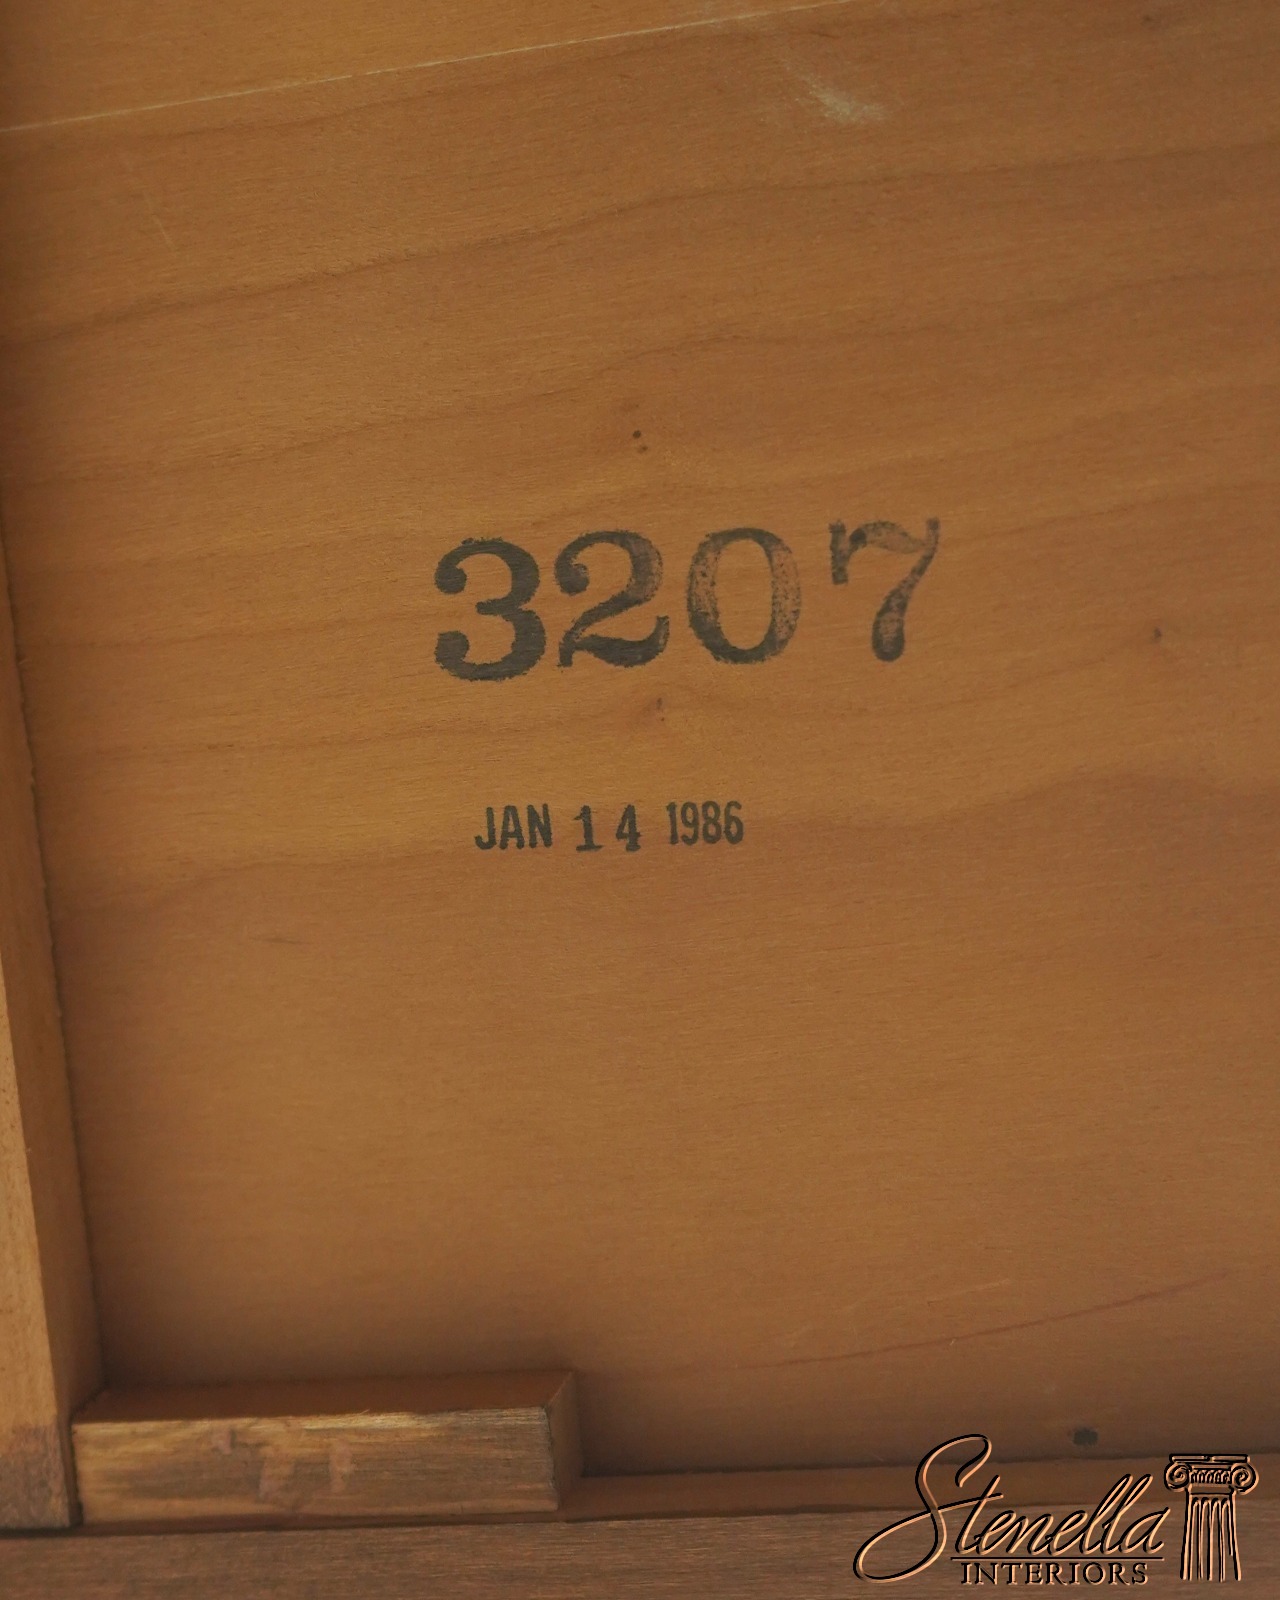 3207
JAN 14 1986
Stenella
INTERIORS